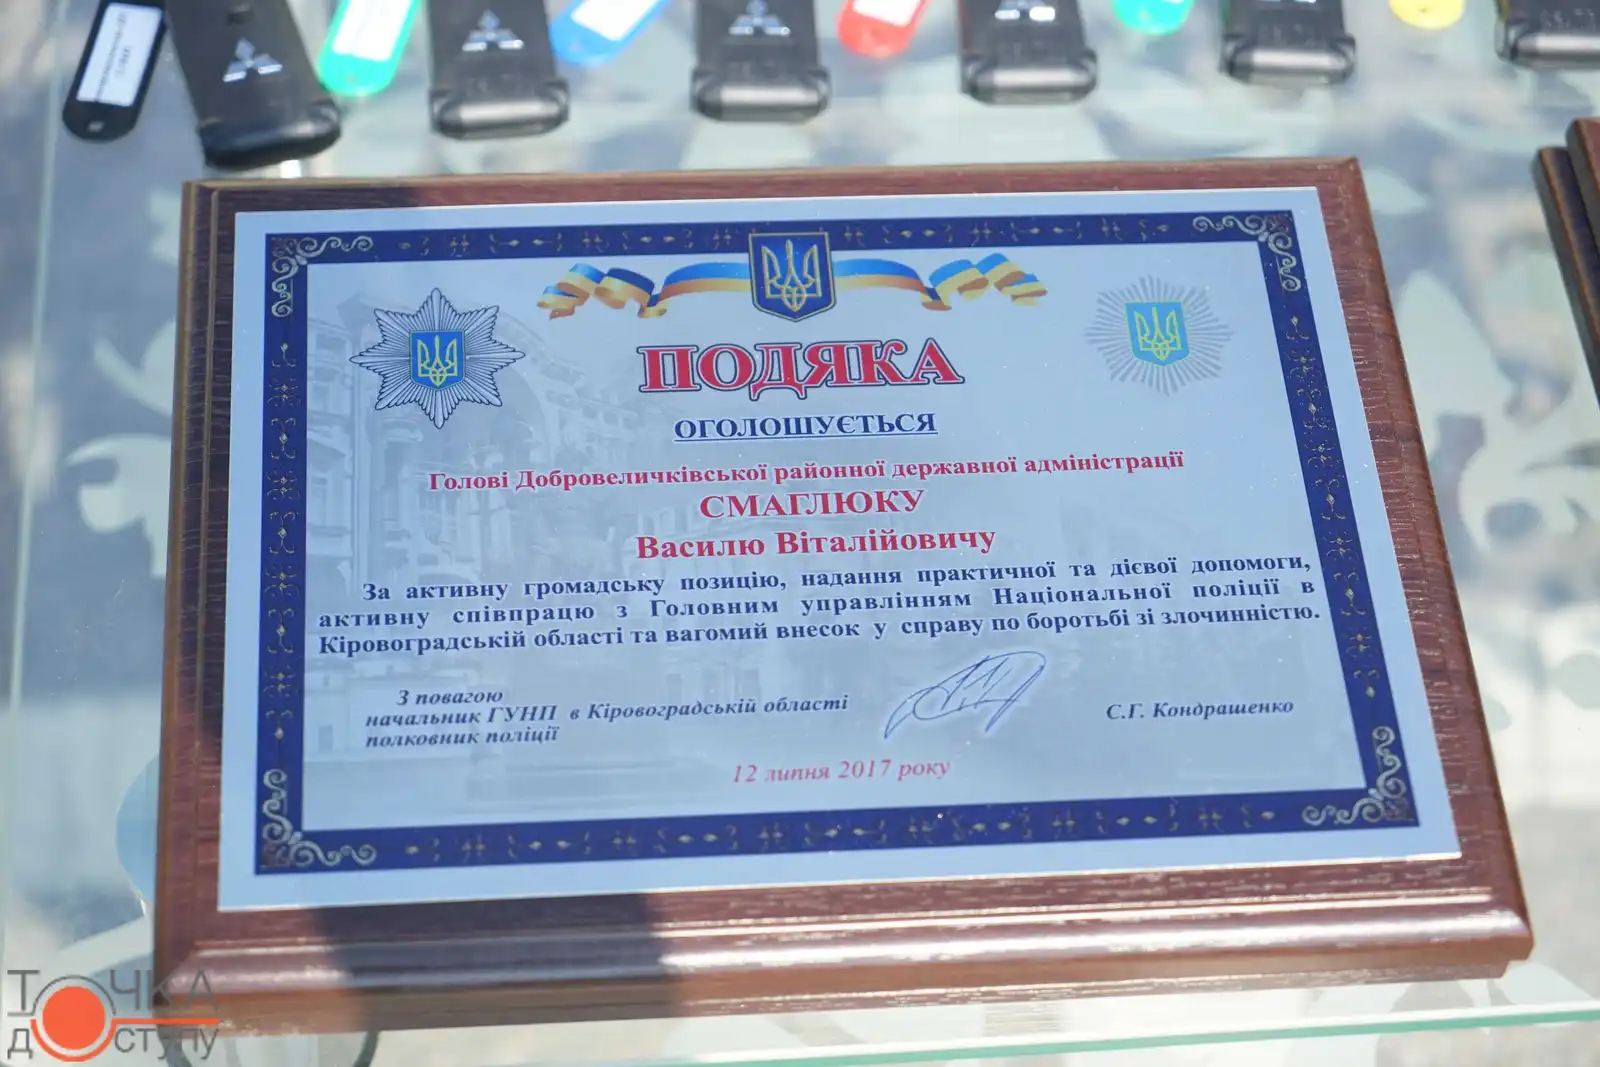 ПОДЯКА
ОГОЛОШУЄТЬСЯ
Голові Добровеличківської районної державної адміністрації
СМАГЛЮКУ
Василю Віталійовичу
За активну громадську позицію, надання практичної та дієвої допомоги,
активну співпрацю з Головним управлінням Національної поліції в
Кіровоградській області та вагомий внесок у справу по боротьбі зі злочинністю.
З повагою
начальник ГУНП в Кіровоградській області
полковник поліції
С.Г. Кондрашенко
12 липня 2017 року
ТОЧКА
доступу